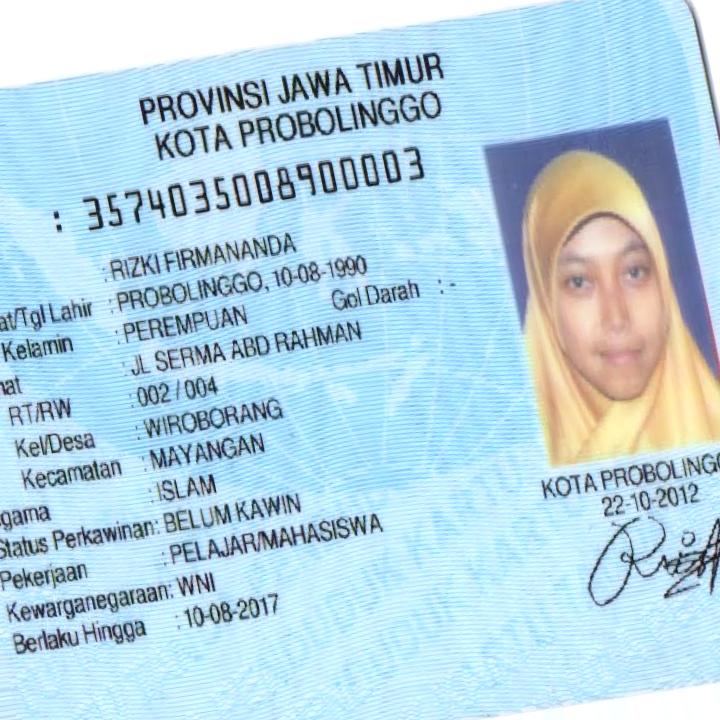 PROVINSI JAWA TIMUR
KOTA PROBOLINGGO
: 3574035008900003
: RIZKI FIRMANANDA
at/Tgl Lahir : PROBOLINGGO, 10-08-1990
Kelamin : PEREMPUAN Gol Darah : -
mat : JL SERMA ABD RAHMAN
RT/RW : 002 / 004
Kel/Desa : WIROBORANG
Kecamatan : MAYANGAN
gama : ISLAM
Status Perkawinan: BELUM KAWIN
Pekerjaan : PELAJAR/MAHASISWA
Kewarganegaraan: WNI
Berlaku Hingga : 10-08-2017
KOTA PROBOLINGG
22-10-2012